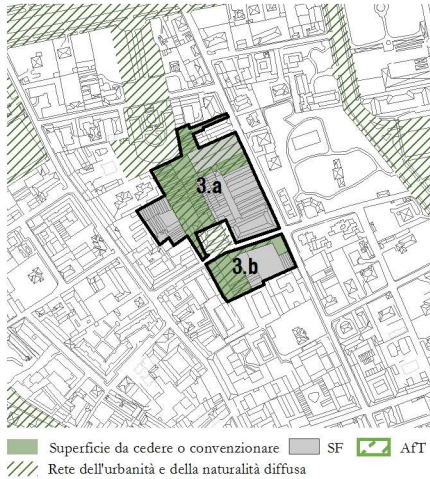 3.a
3.b
Superficie da cedere o convenzionare SF AfT
Rete dell'urbanità e della naturalità diffusa